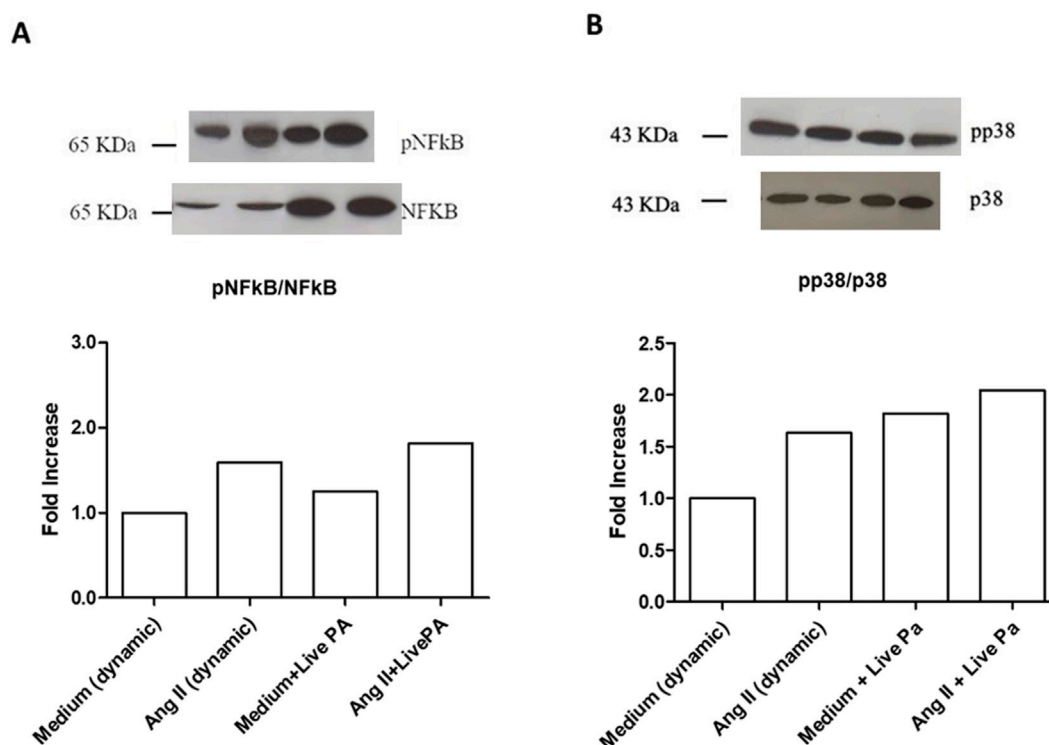 A
65 KDa
pNFkB
65 KDa
NFKB
pNFkB/NFkB
3.0
2.0
1.0
0.0
Fold Increase
Medium (dynamic)
Ang II (dynamic)
Medium+Live PA
Ang II+LivePA
B
43 KDa
pp38
43 KDa
p38
pp38/p38
2.5
2.0
1.5
1.0
0.5
0.0
Fold Increase
Medium (dynamic)
Ang II (dynamic)
Medium + Live Pa
Ang II + Live Pa